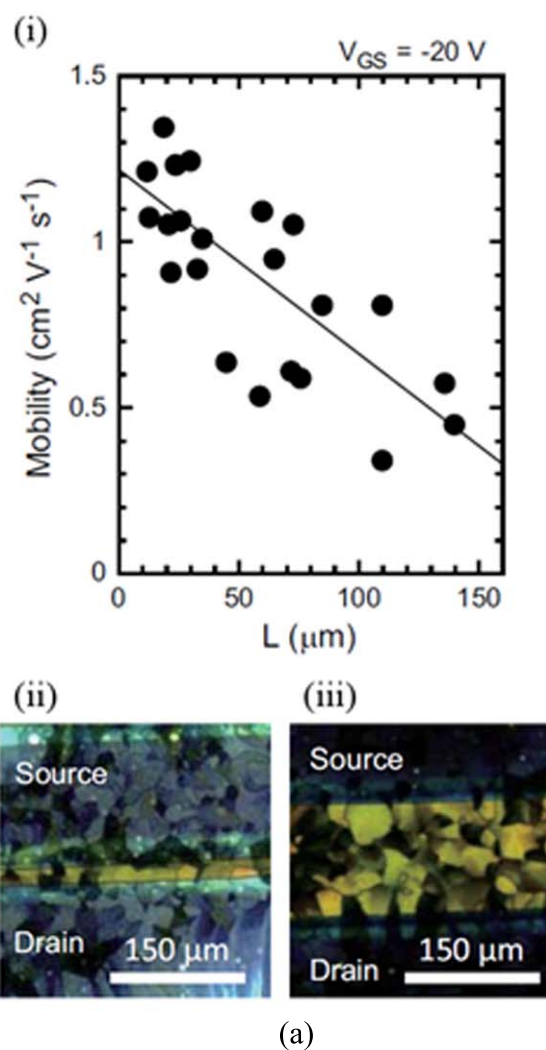 (i)
V_GS = -20 V
1.5
1
0.5
0
Mobility (cm² V⁻¹ s⁻¹)
0 50 100 150
L (μm)
(ii) (iii)
Source Source
Drain 150 μm Drain 150 μm
(a)